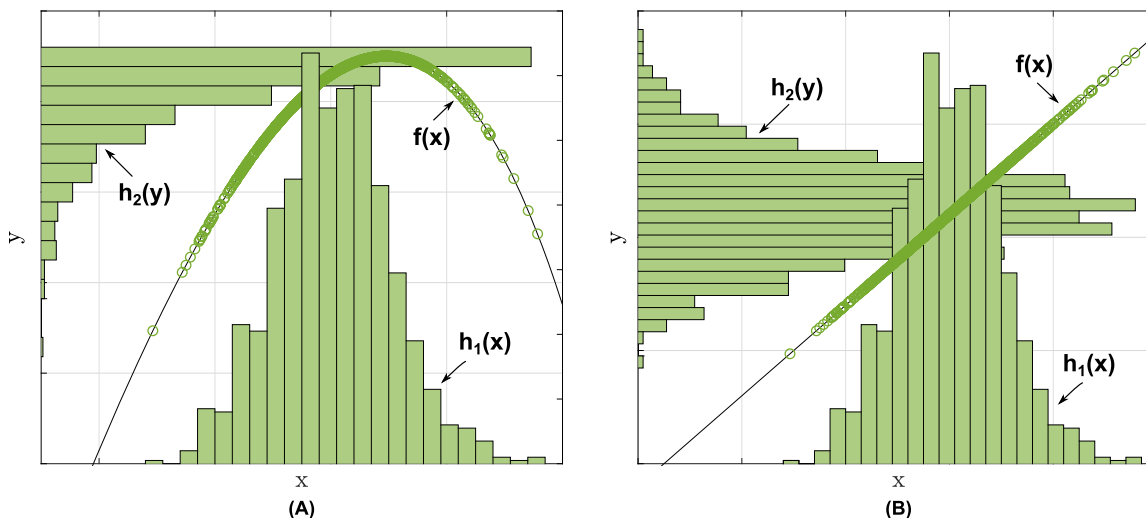 f(x)
h2(y)
h1(x)
y
x
(A)
f(x)
h2(y)
h1(x)
y
x
(B)